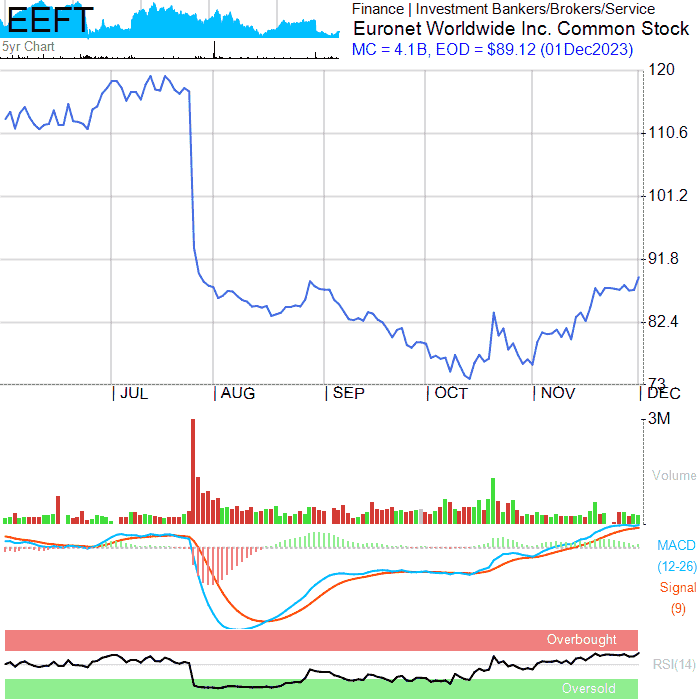 EEFT
5yr Chart
Finance | Investment Bankers/Brokers/Service
Euronet Worldwide Inc. Common Stock
MC = 4.1B, EOD = $89.12 (01Dec2023)
120
110.6
101.2
91.8
82.4
73
JUL AUG SEP OCT NOV DEC
3M
Volume
MACD
(12-26)
Signal
(9)
Overbought
RSI(14)
Oversold